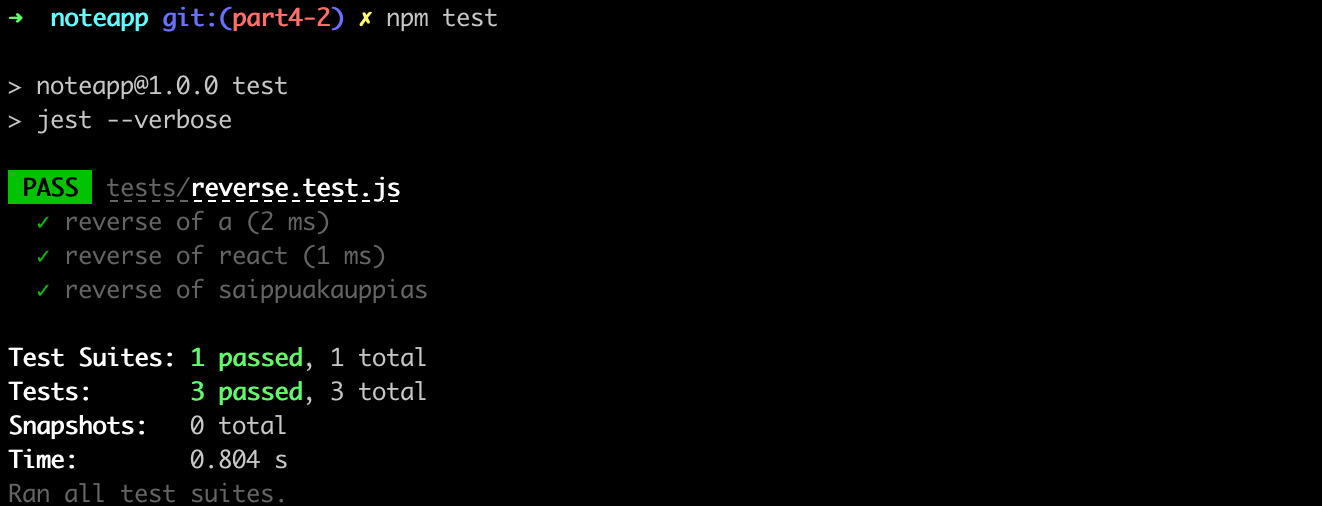 ➜  noteapp git:(part4-2) ✗ npm test
> noteapp@1.0.0 test
> jest --verbose
PASS tests/reverse.test.js
✓ reverse of a (2 ms)
✓ reverse of react (1 ms)
✓ reverse of saippuakauppias
Test Suites: 1 passed, 1 total
Tests:       3 passed, 3 total
Snapshots:   0 total
Time:        0.804 s
Ran all test suites.